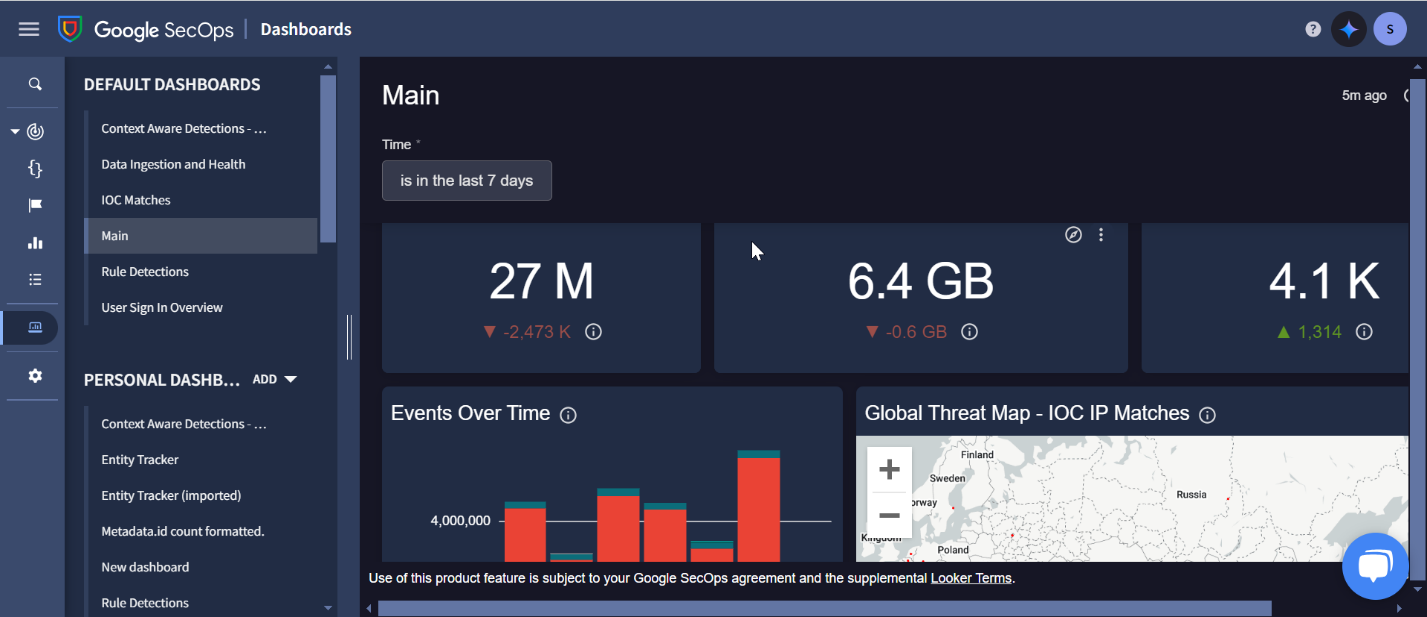 Google SecOps
Dashboards
?
S
DEFAULT DASHBOARDS
Context Aware Detections - ...
Data Ingestion and Health
IOC Matches
Main
Rule Detections
User Sign In Overview
PERSONAL DASHB... ADD
Context Aware Detections - ...
Entity Tracker
Entity Tracker (imported)
Metadata.id count formatted.
New dashboard
Rule Detections
Main
5m ago
Time *
is in the last 7 days
27 M
▼ -2,473 K
6.4 GB
▼ -0.6 GB
4.1 K
▲ 1,314
Events Over Time
4,000,000
Global Threat Map - IOC IP Matches
+
−
Finland
Sweden
orway
Russia
Kingdom
Poland
Use of this product feature is subject to your Google SecOps agreement and the supplemental Looker Terms.